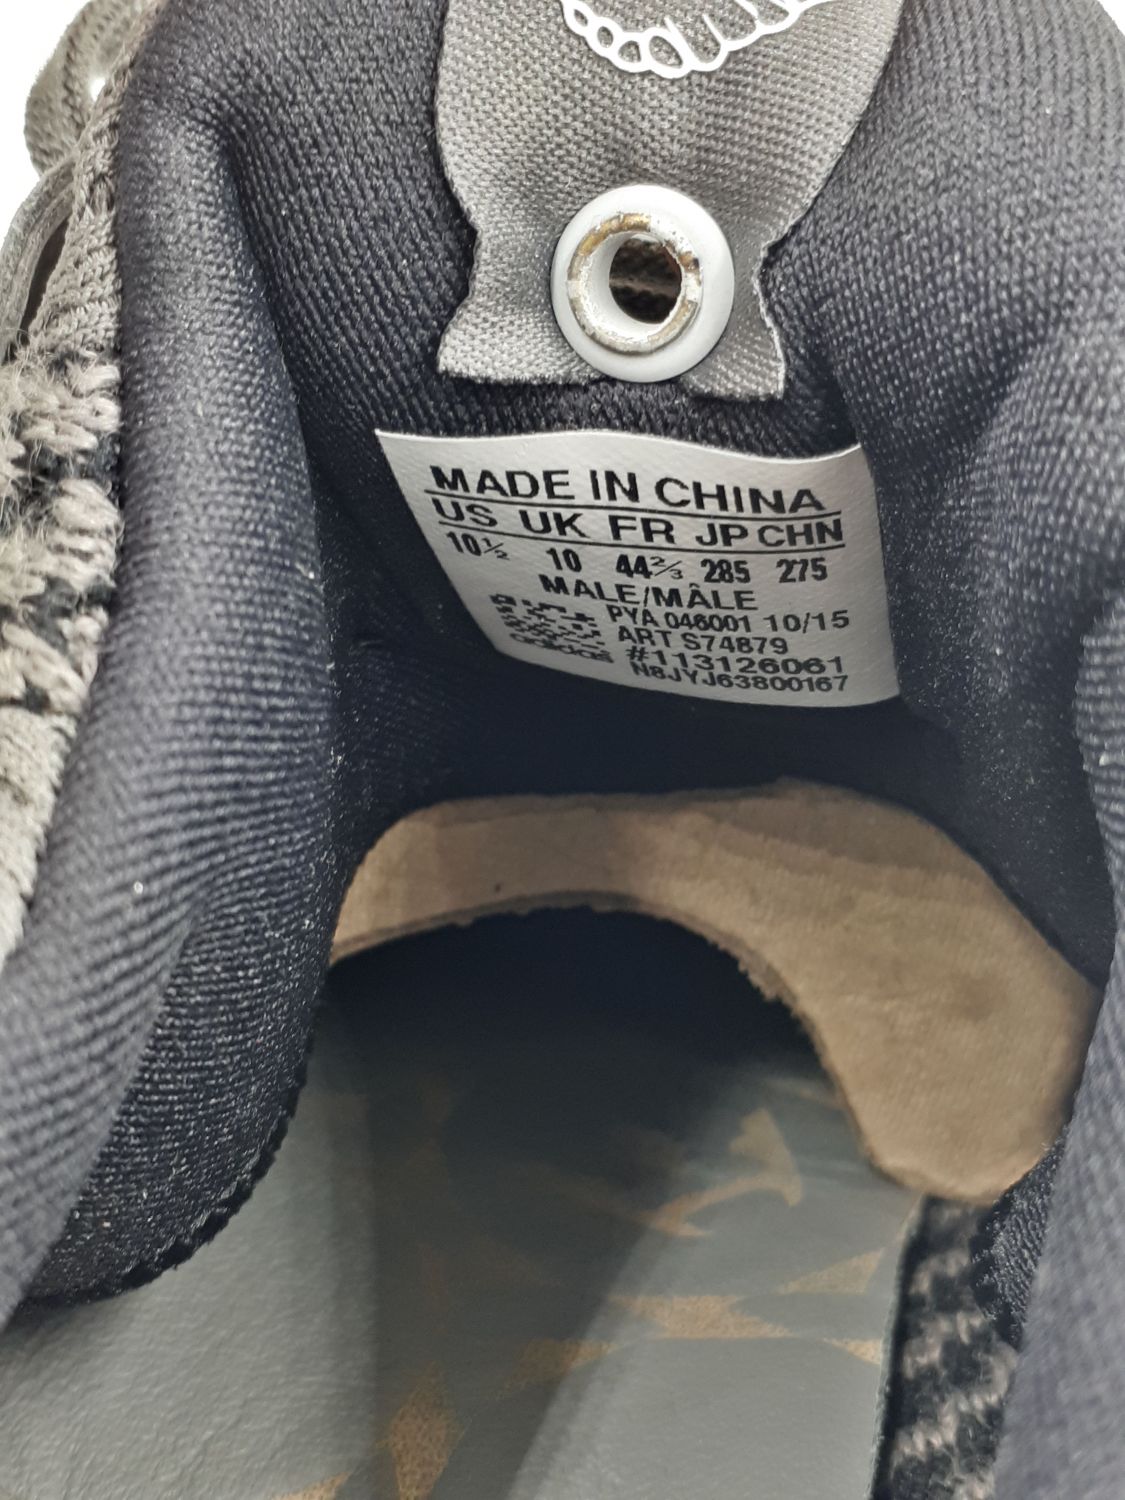 MADE IN CHINA
US UK FR JP CHN
10½ 10 44⅔ 285 275
MALE/MÂLE
PYA 046001 10/15
ART S74879
#113126061
adidas N8JYJ63800167